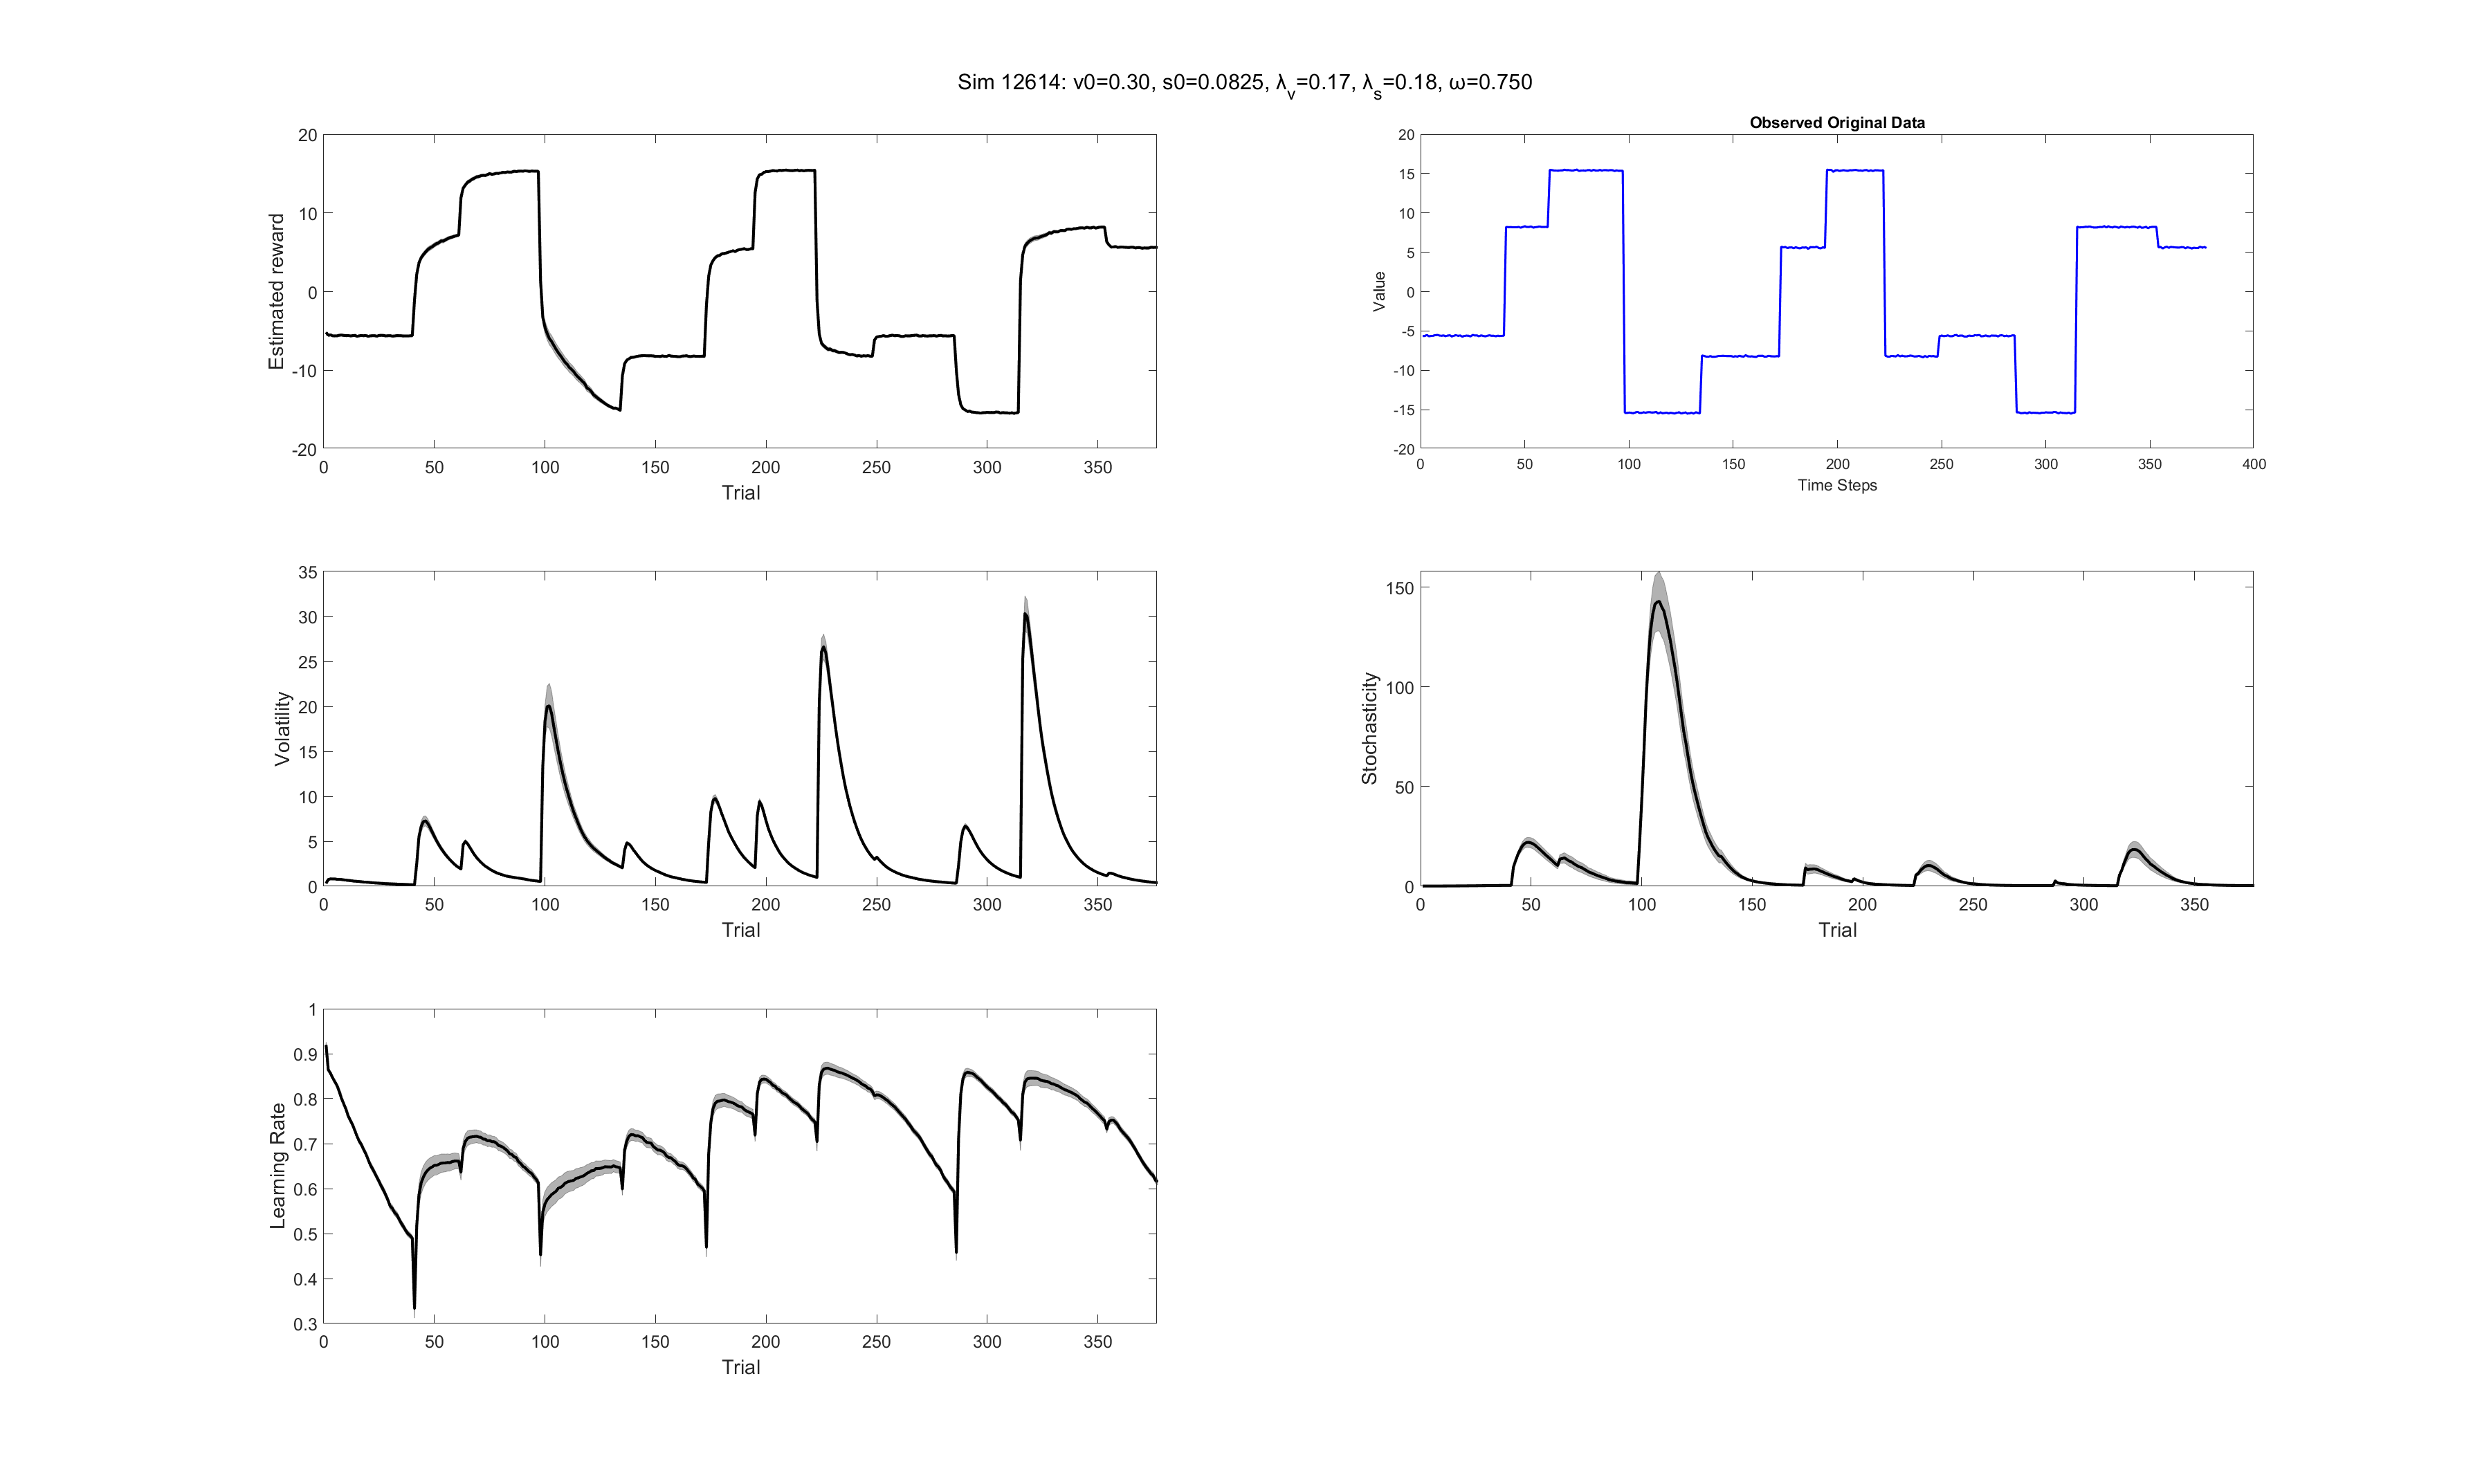 Sim 12614: v0=0.30, s0=0.0825, λv=0.17, λs=0.18, ω=0.750
Estimated reward
20
10
0
-10
-20
0 50 100 150 200 250 300 350
Trial
Observed Original Data
Value
20
15
10
5
0
-5
-10
-15
-20
0 50 100 150 200 250 300 350 400
Time Steps
Volatility
35
30
25
20
15
10
5
0
0 50 100 150 200 250 300 350
Trial
Stochasticity
150
100
50
0
0 50 100 150 200 250 300 350
Trial
Learning Rate
1
0.9
0.8
0.7
0.6
0.5
0.4
0.3
0 50 100 150 200 250 300 350
Trial